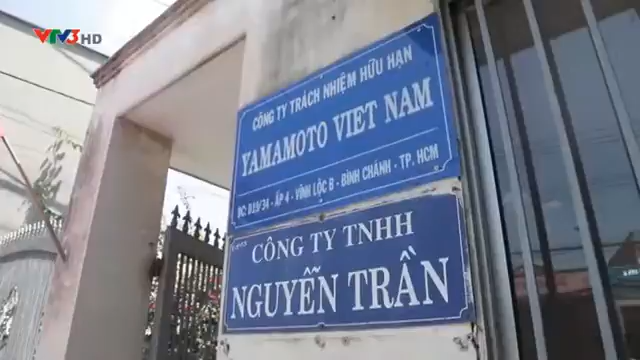 VTV3 HD
CÔNG TY TRÁCH NHIỆM HỮU HẠN
YAMAMOTO VIET NAM
ĐC: D19/34 - ẤP 4 - VĨNH LỘC B - BÌNH CHÁNH - TP. HCM
CÔNG TY TNHH
NGUYỄN TRẦN